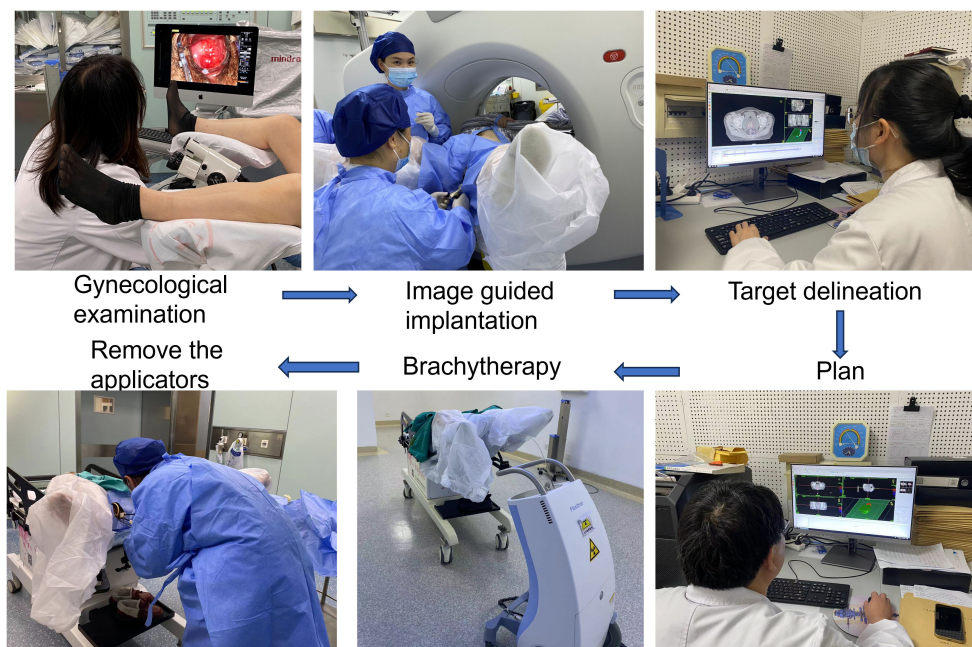 mindray
Gynecological
examination
Image guided
implantation
Target delineation
Remove the
applicators
Brachytherapy
Plan